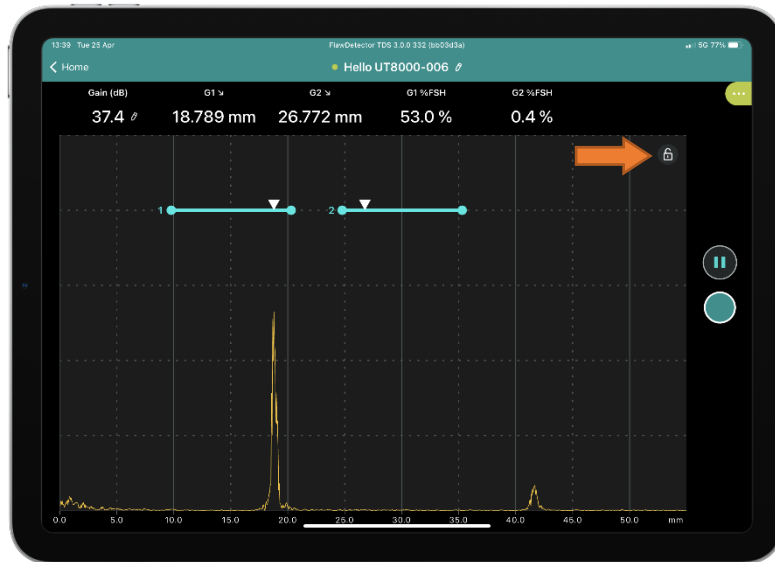 13:39 Tue 25 Apr
FlawDetector TDS 3.0.0 332 (bb03d3a)
5G 77%
Home
Hello UT8000-006
Gain (dB)
G1
G2
G1 %FSH
G2 %FSH
37.4
18.789 mm
26.772 mm
53.0 %
0.4 %
1
2
0.0 5.0 10.0 15.0 20.0 25.0 30.0 35.0 40.0 45.0 50.0 mm